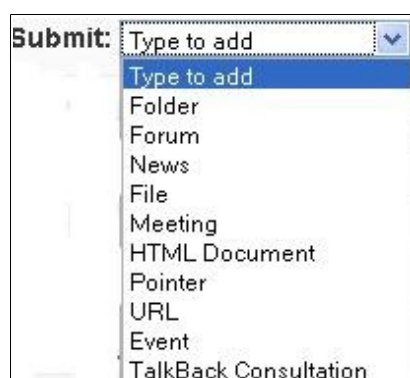 Submit: Type to add
Type to add
Folder
Forum
News
File
Meeting
HTML Document
Pointer
URL
Event
TalkBack Consultation